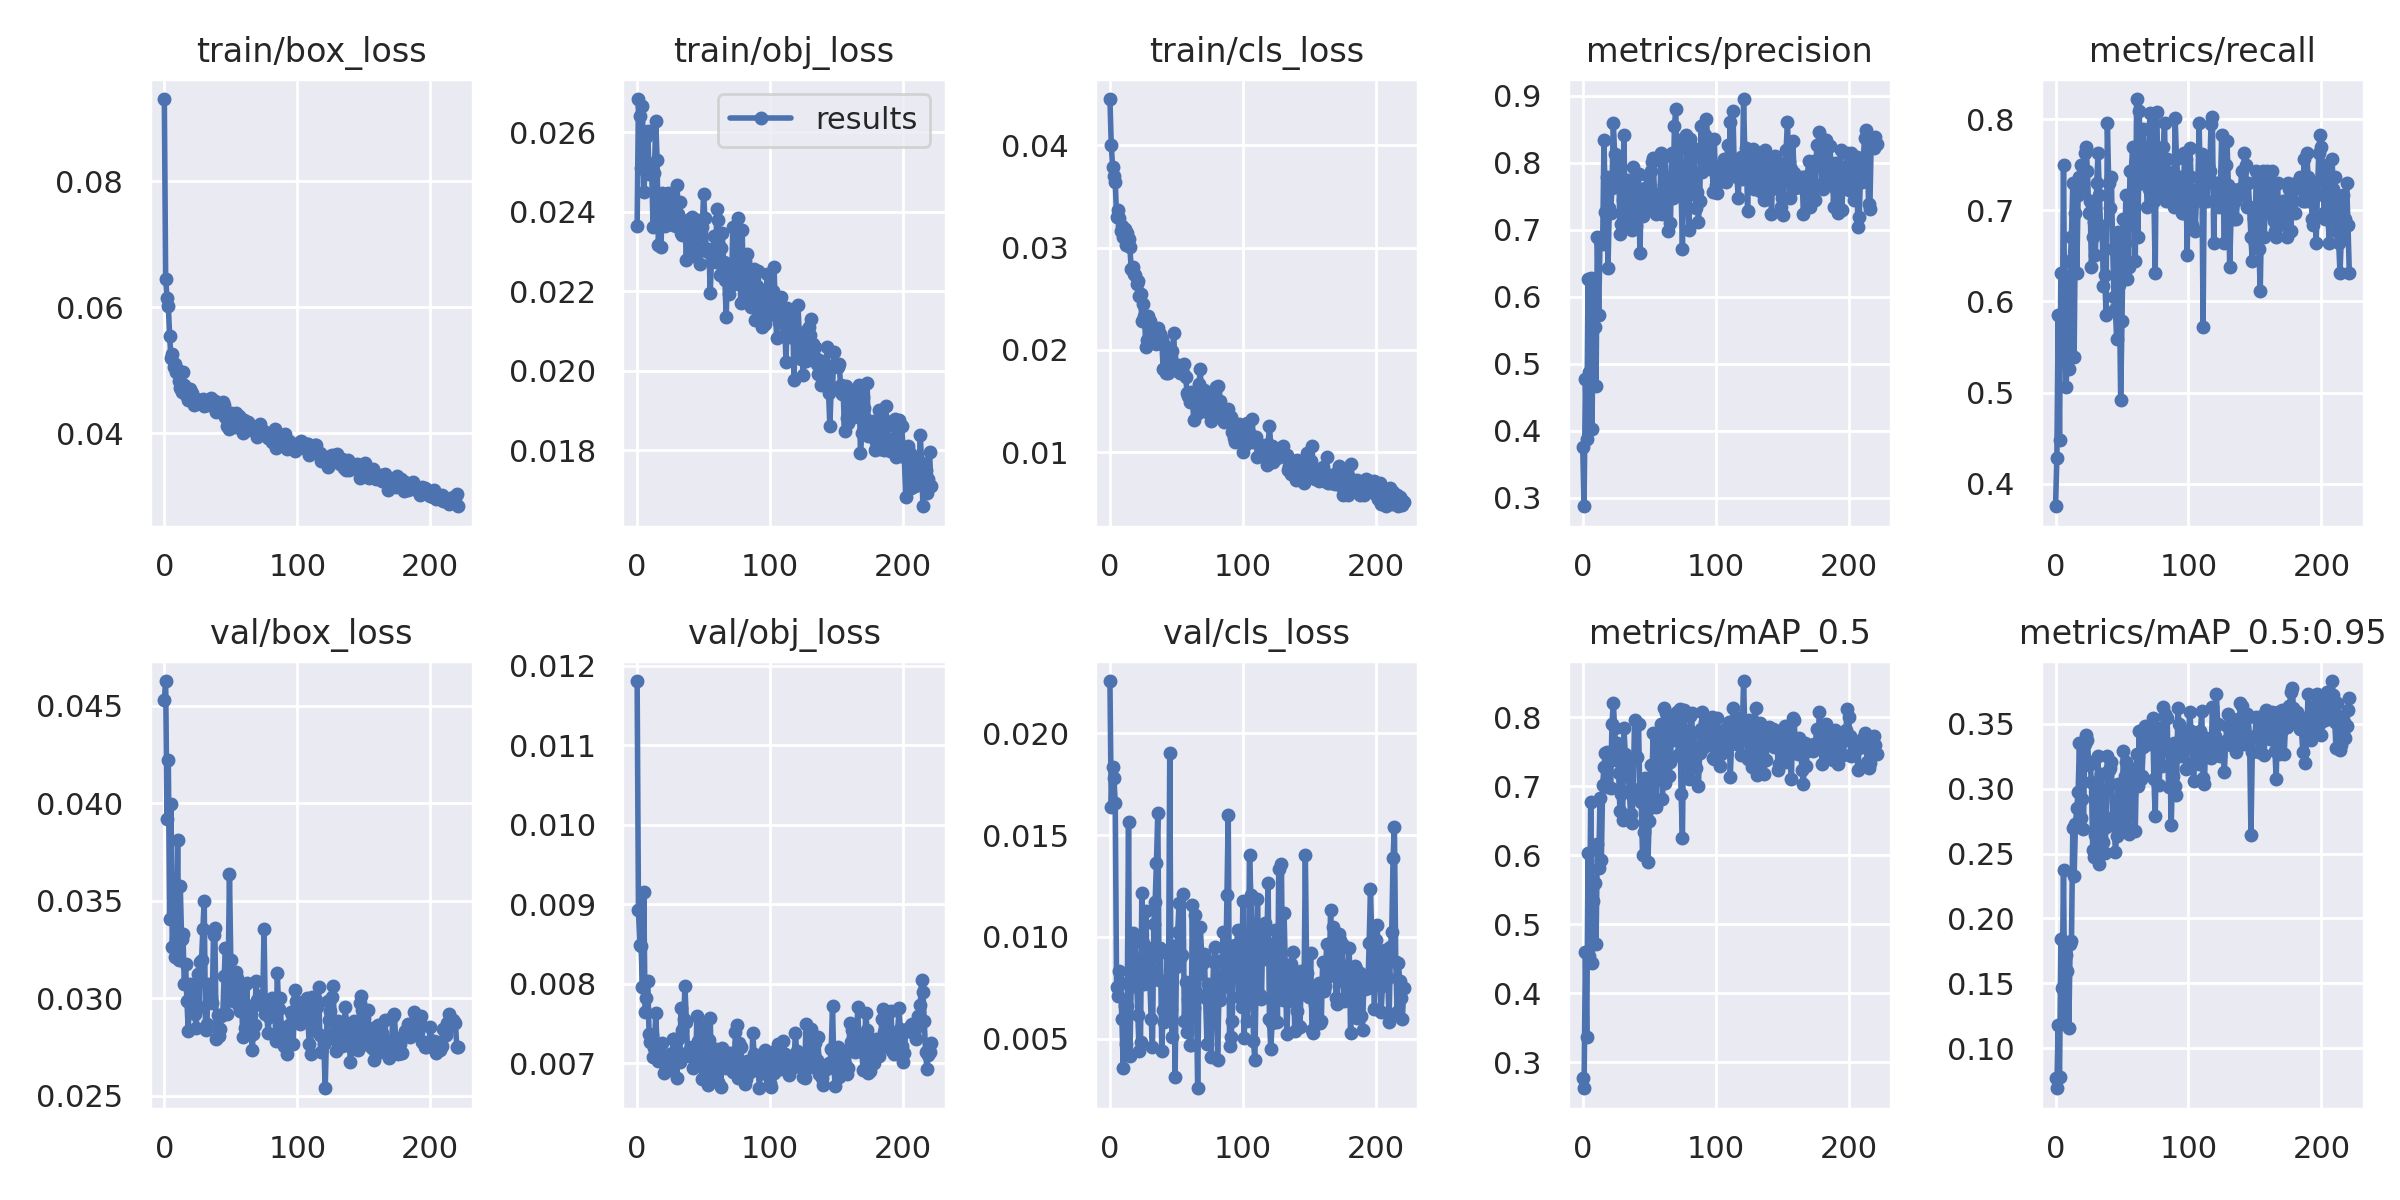 train/box_loss
0.08
0.06
0.04
0 100 200
train/obj_loss
results
0.026
0.024
0.022
0.020
0.018
0 100 200
train/cls_loss
0.04
0.03
0.02
0.01
0 100 200
metrics/precision
0.9
0.8
0.7
0.6
0.5
0.4
0.3
0 100 200
metrics/recall
0.8
0.7
0.6
0.5
0.4
0 100 200
val/box_loss
0.045
0.040
0.035
0.030
0.025
0 100 200
val/obj_loss
0.012
0.011
0.010
0.009
0.008
0.007
0 100 200
val/cls_loss
0.020
0.015
0.010
0.005
0 100 200
metrics/mAP_0.5
0.8
0.7
0.6
0.5
0.4
0.3
0 100 200
metrics/mAP_0.5:0.95
0.35
0.30
0.25
0.20
0.15
0.10
0 100 200